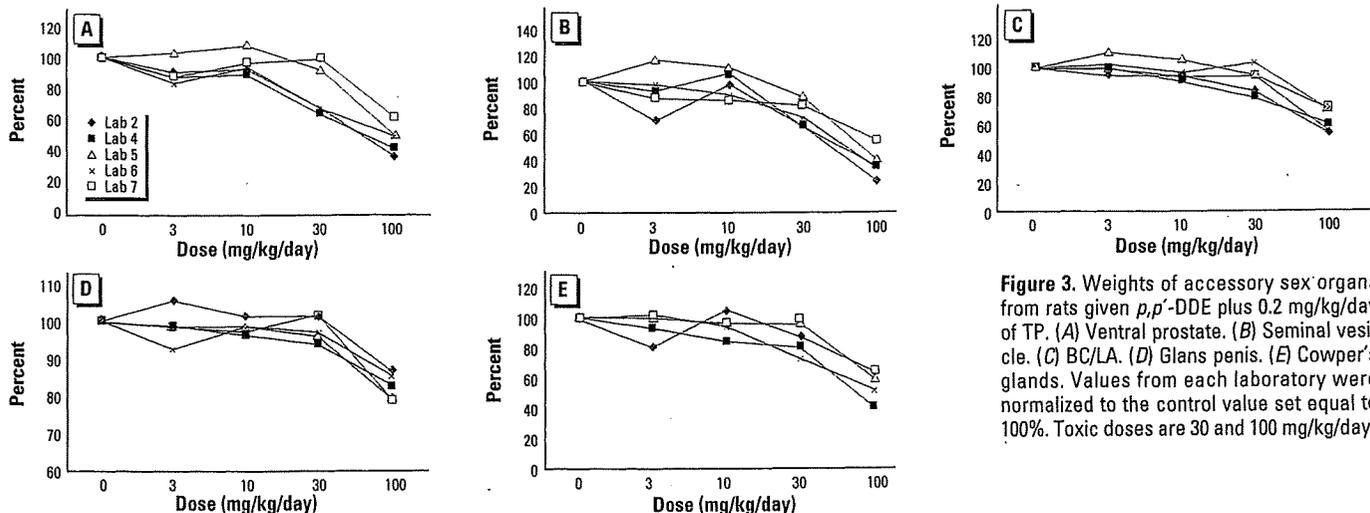 A
Percent
120
100
80
60
40
20
0
Lab 2
Lab 4
Lab 5
Lab 6
Lab 7
0 3 10 30 100
Dose (mg/kg/day)
B
Percent
140
120
100
80
60
40
20
0
0 3 10 30 100
Dose (mg/kg/day)
C
Percent
120
100
80
60
40
20
0
0 3 10 30 100
Dose (mg/kg/day)
D
Percent
110
100
90
80
70
60
0 3 10 30 100
Dose (mg/kg/day)
E
Percent
120
100
80
60
40
20
0
0 3 10 30 100
Dose (mg/kg/day)
Figure 3. Weights of accessory sex organs
from rats given p,p′-DDE plus 0.2 mg/kg/day
of TP. (A) Ventral prostate. (B) Seminal vesi-
cle. (C) BC/LA. (D) Glans penis. (E) Cowper's
glands. Values from each laboratory were
normalized to the control value set equal to
100%. Toxic doses are 30 and 100 mg/kg/day